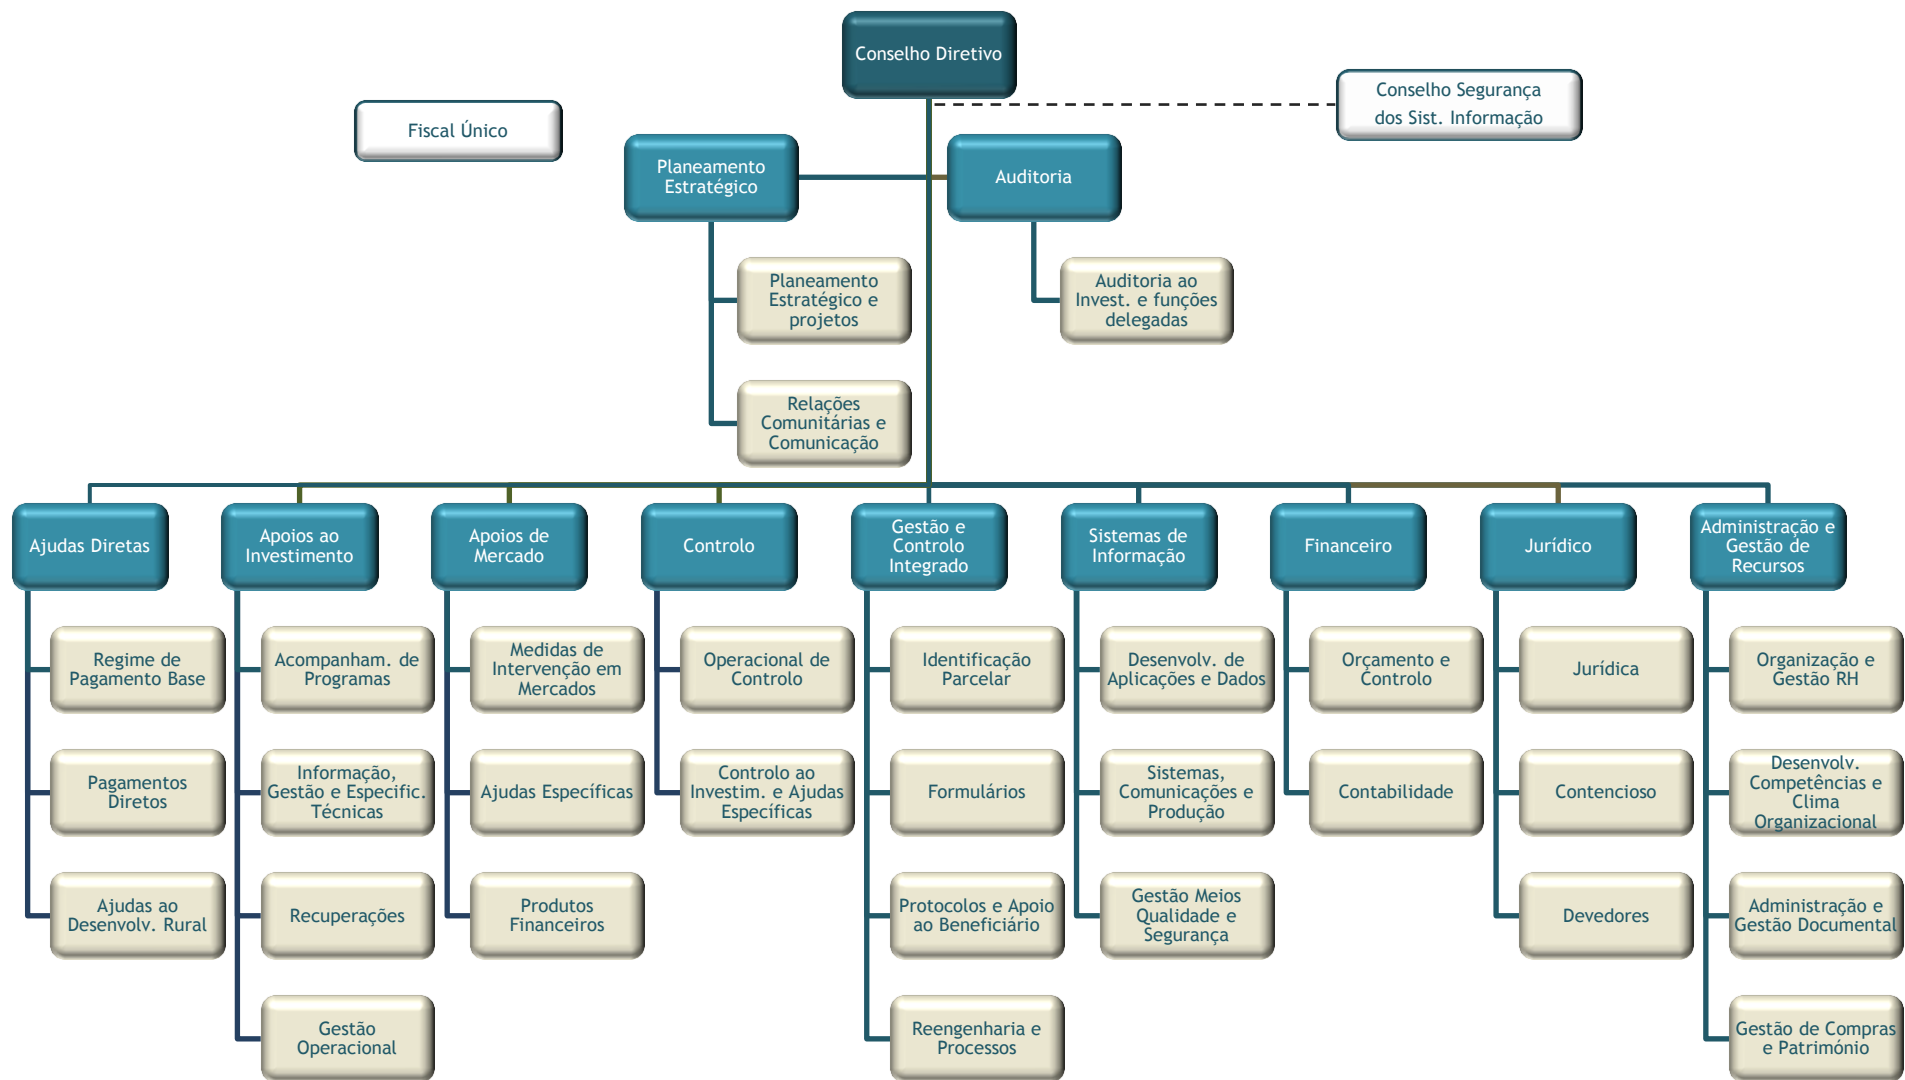 Conselho Diretivo
Conselho Segurança
dos Sist. Informação
Fiscal Único
Planeamento
Estratégico
Auditoria
Planeamento
Estratégico e
projetos
Auditoria ao
Invest. e funções
delegadas
Relações
Comunitárias e
Comunicação
Ajudas Diretas
Apoios ao
Investimento
Apoios de
Mercado
Controlo
Gestão e
Controlo
Integrado
Sistemas de
Informação
Financeiro
Jurídico
Administração e
Gestão de
Recursos
Regime de
Pagamento Base
Acompanham. de
Programas
Medidas de
Intervenção em
Mercados
Operacional de
Controlo
Identificação
Parcelar
Desenvolv. de
Aplicações e Dados
Orçamento e
Controlo
Jurídica
Organização e
Gestão RH
Pagamentos
Diretos
Informação,
Gestão e Especific.
Técnicas
Ajudas Específicas
Controlo ao
Investim. e Ajudas
Específicas
Formulários
Sistemas,
Comunicações e
Produção
Contabilidade
Contencioso
Desenvolv.
Competências e
Clima
Organizacional
Ajudas ao
Desenvolv. Rural
Recuperações
Produtos
Financeiros
Protocolos e Apoio
ao Beneficiário
Gestão Meios
Qualidade e
Segurança
Devedores
Administração e
Gestão Documental
Gestão
Operacional
Reengenharia e
Processos
Gestão de Compras
e Património